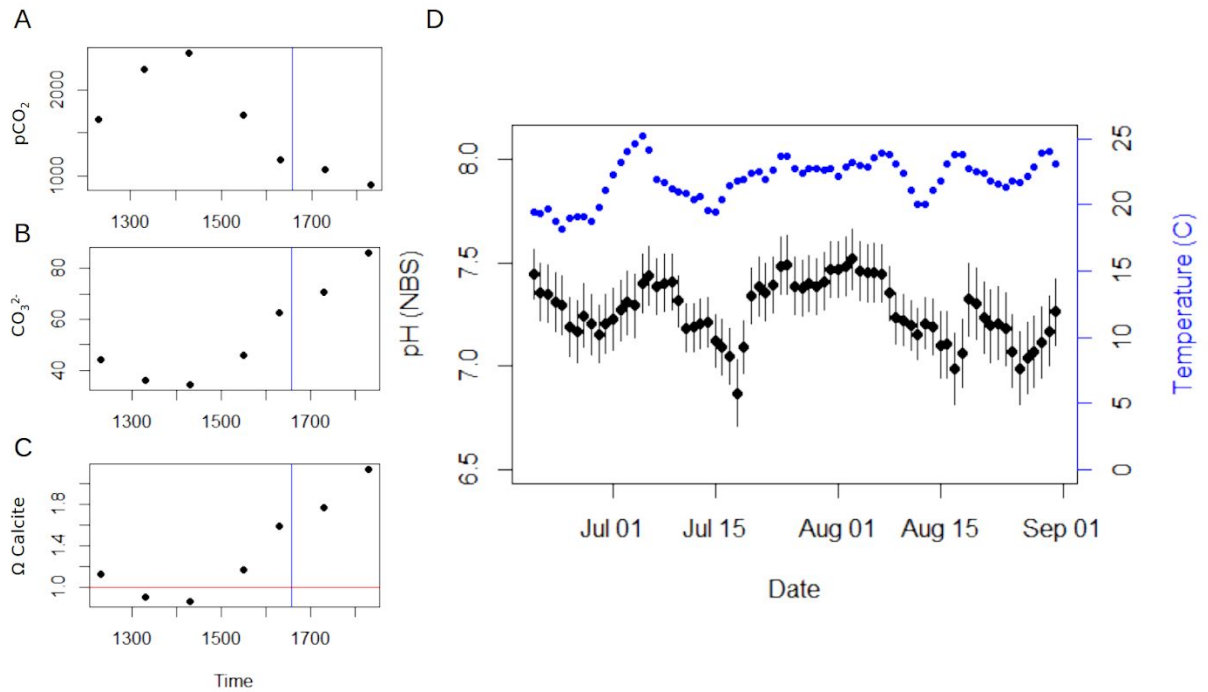 A
pCO₂
2000
1000
1300 1500 1700
B
CO₃²⁻
80
60
40
1300 1500 1700
C
Ω Calcite
1.8
1.4
1.0
1300 1500 1700
Time
D
pH (NBS)
8.0
7.5
7.0
6.5
Temperature (C)
25
20
15
10
5
0
Jul 01 Jul 15 Aug 01 Aug 15 Sep 01
Date